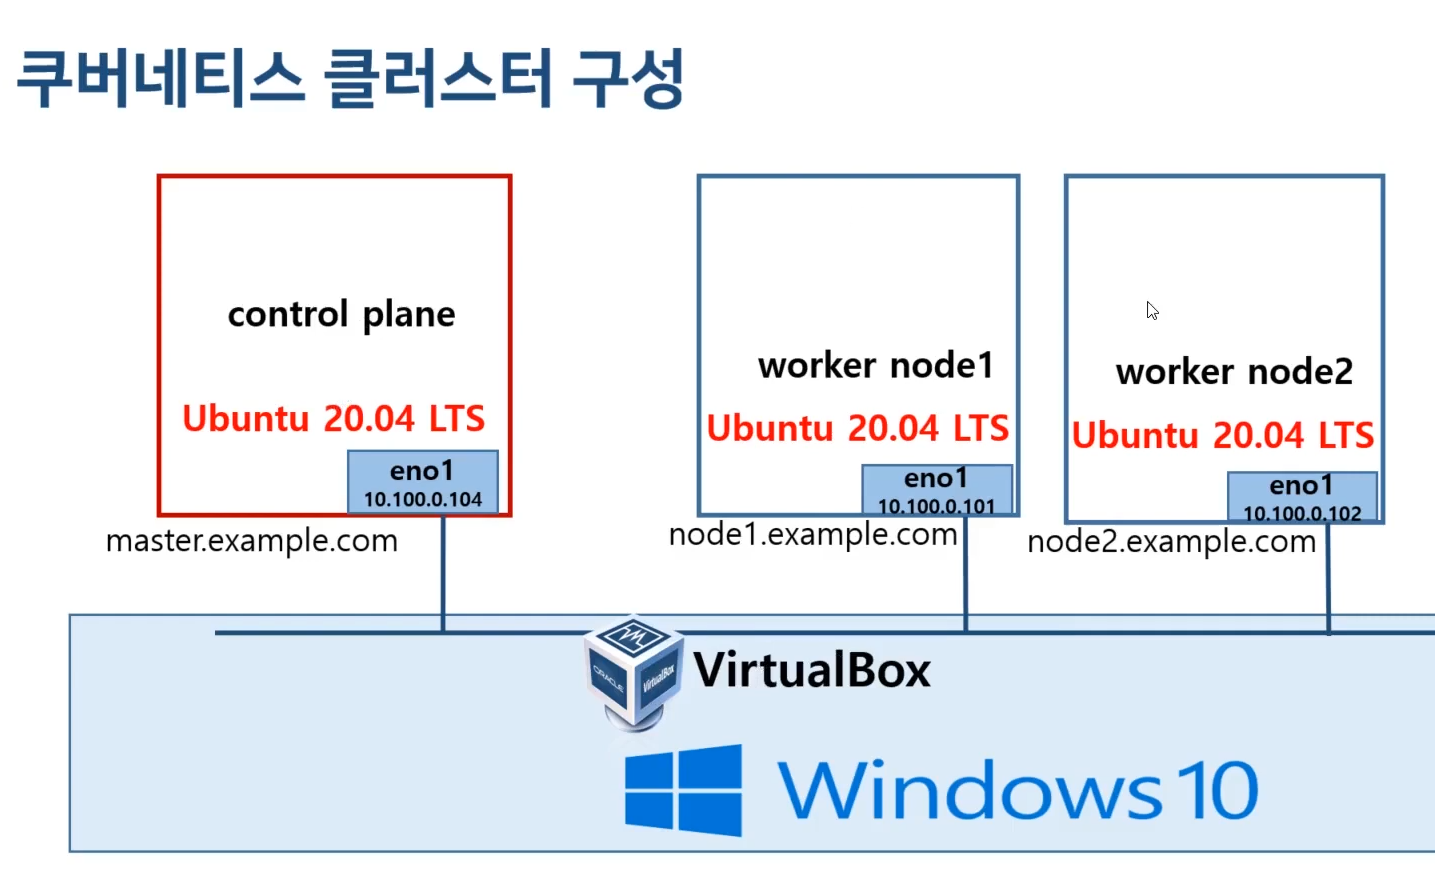 쿠버네티스 클러스터 구성
control plane
Ubuntu 20.04 LTS
eno1
10.100.0.104
master.example.com
worker node1
Ubuntu 20.04 LTS
eno1
10.100.0.101
node1.example.com
worker node2
Ubuntu 20.04 LTS
eno1
10.100.0.102
node2.example.com
ORACLE
VirtualBox
VirtualBox
Windows 10